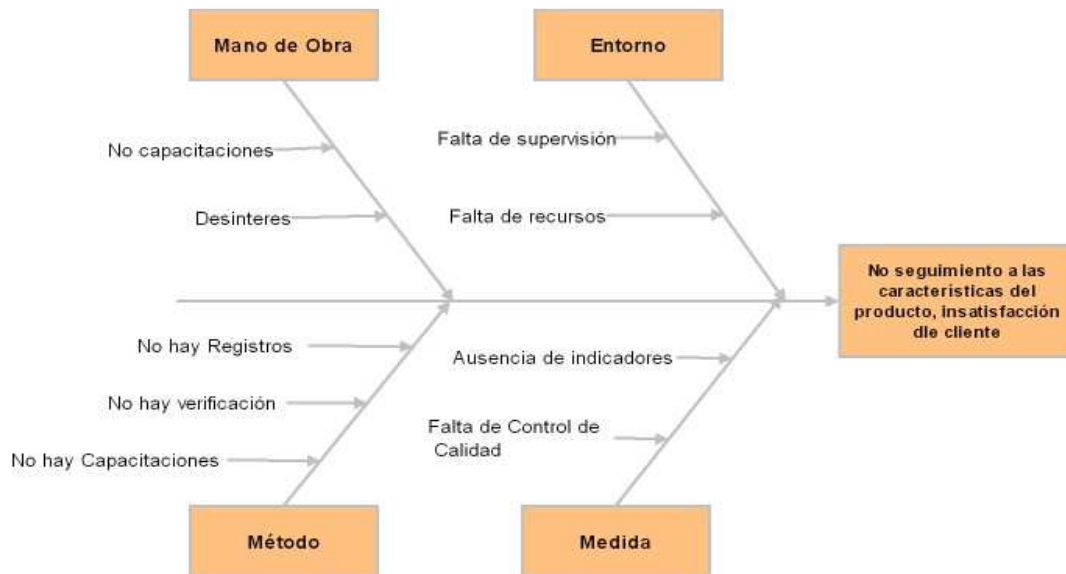 Mano de Obra
Entorno
No capacitaciones
Falta de supervisión
Desinteres
Falta de recursos
No seguimiento a las
características del
producto, insatisfacción
dle cliente
No hay Registros
Ausencia de indicadores
No hay verificación
Falta de Control de
Calidad
No hay Capacitaciones
Método
Medida